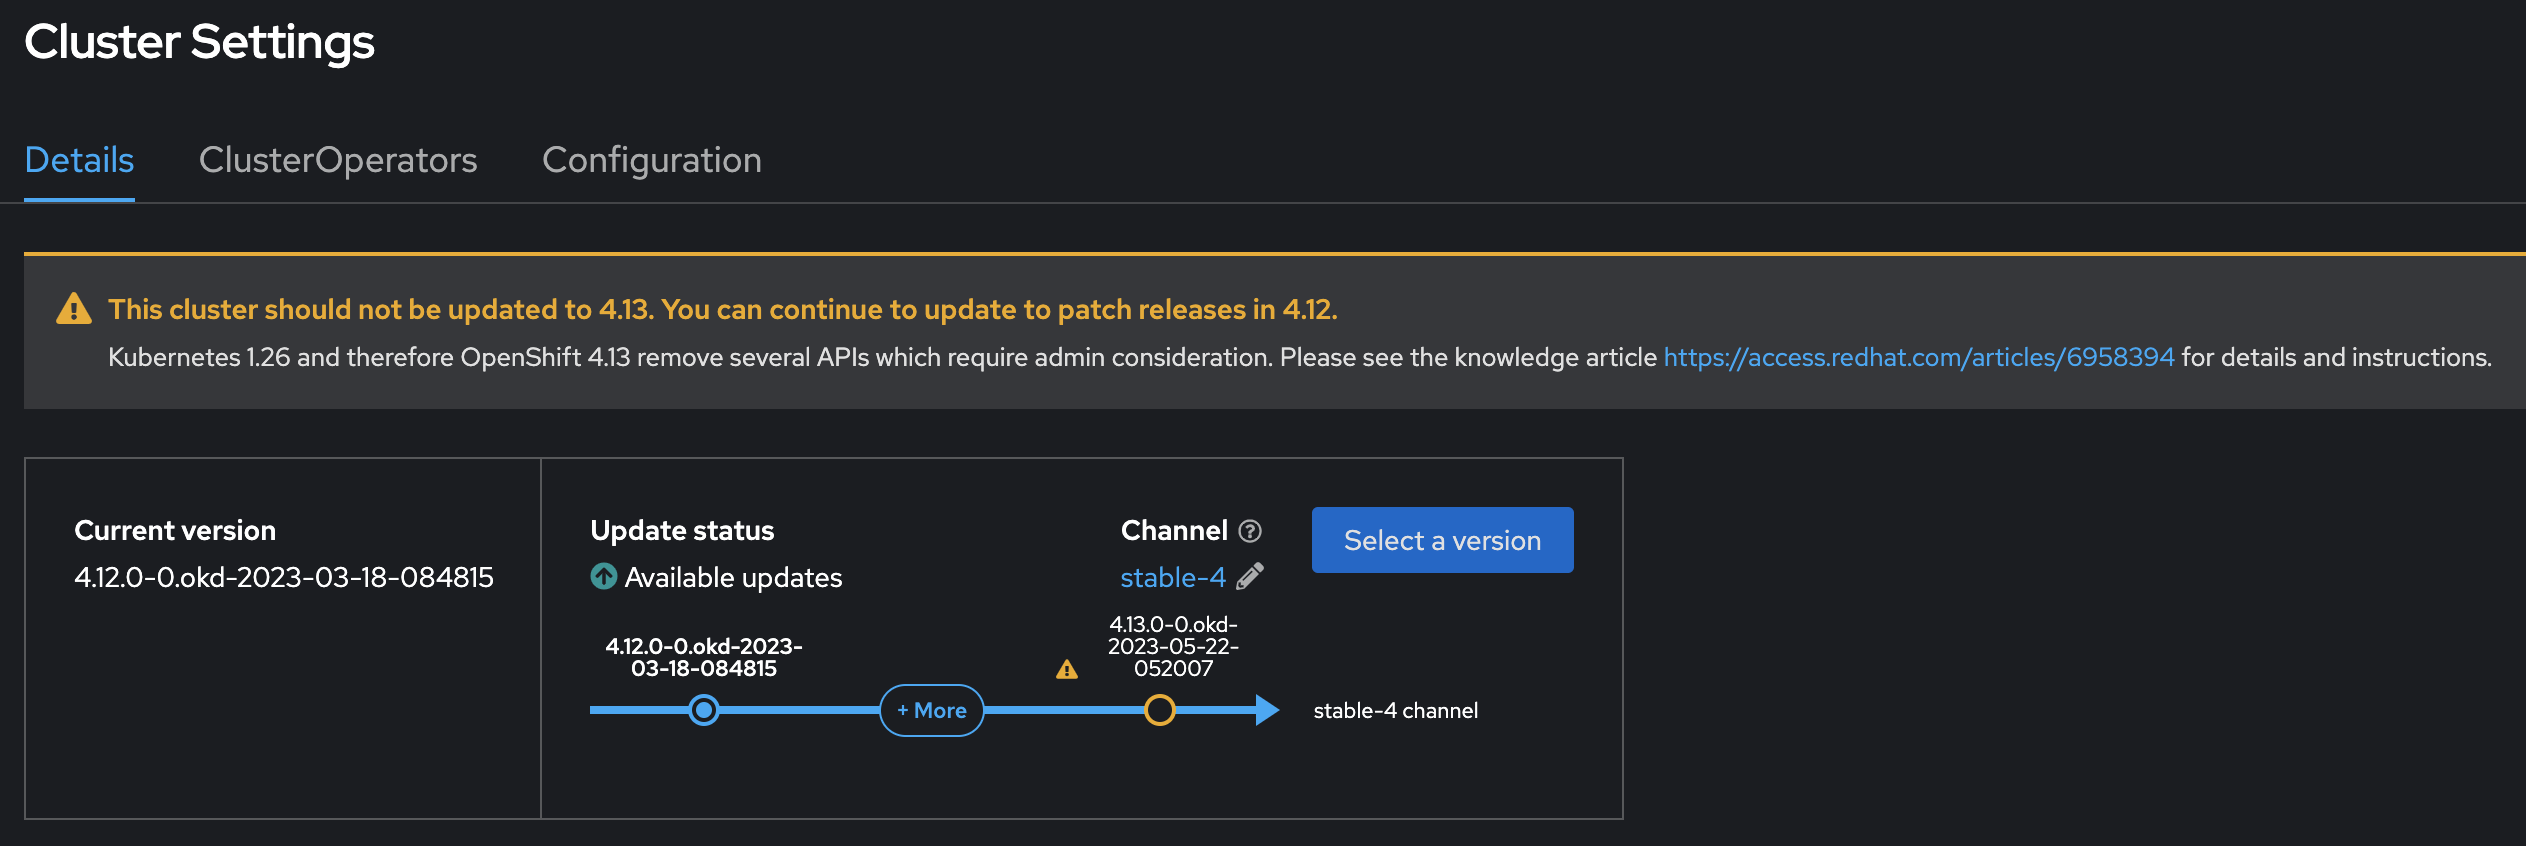 Cluster Settings
Details ClusterOperators Configuration
This cluster should not be updated to 4.13. You can continue to update to patch releases in 4.12.
Kubernetes 1.26 and therefore OpenShift 4.13 remove several APIs which require admin consideration. Please see the knowledge article https://access.redhat.com/articles/6958394 for details and instructions.
Current version
4.12.0-0.okd-2023-03-18-084815
Update status
Available updates
Channel
stable-4
Select a version
4.12.0-0.okd-2023-
03-18-084815
+ More
4.13.0-0.okd-
2023-05-22-
052007
stable-4 channel